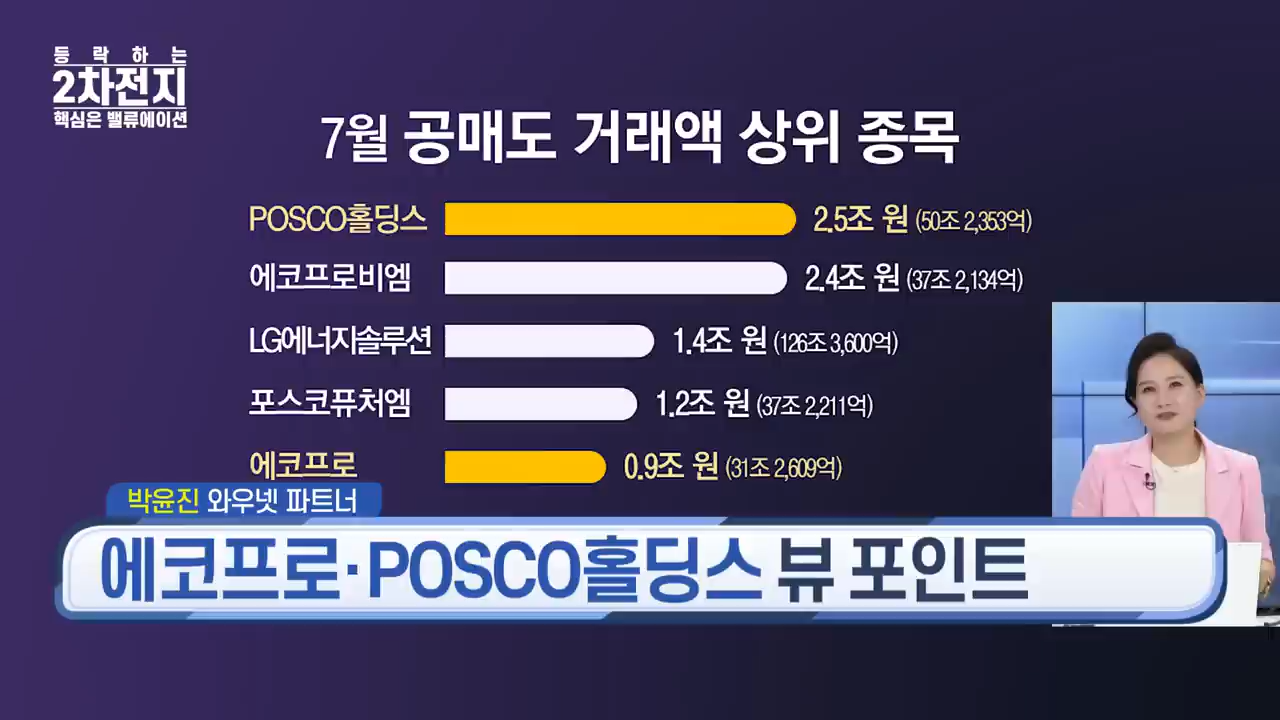 등락하는
2차전지
핵심은 밸류에이션
7월 공매도 거래액 상위 종목
POSCO홀딩스 2.5조 원 (50조 2,353억)
에코프로비엠 2.4조 원 (37조 2,134억)
LG에너지솔루션 1.4조 원 (126조 3,600억)
포스코퓨처엠 1.2조 원 (37조 2,211억)
에코프로 0.9조 원 (31조 2,609억)
박윤진 와우넷 파트너
에코프로·POSCO홀딩스 뷰 포인트